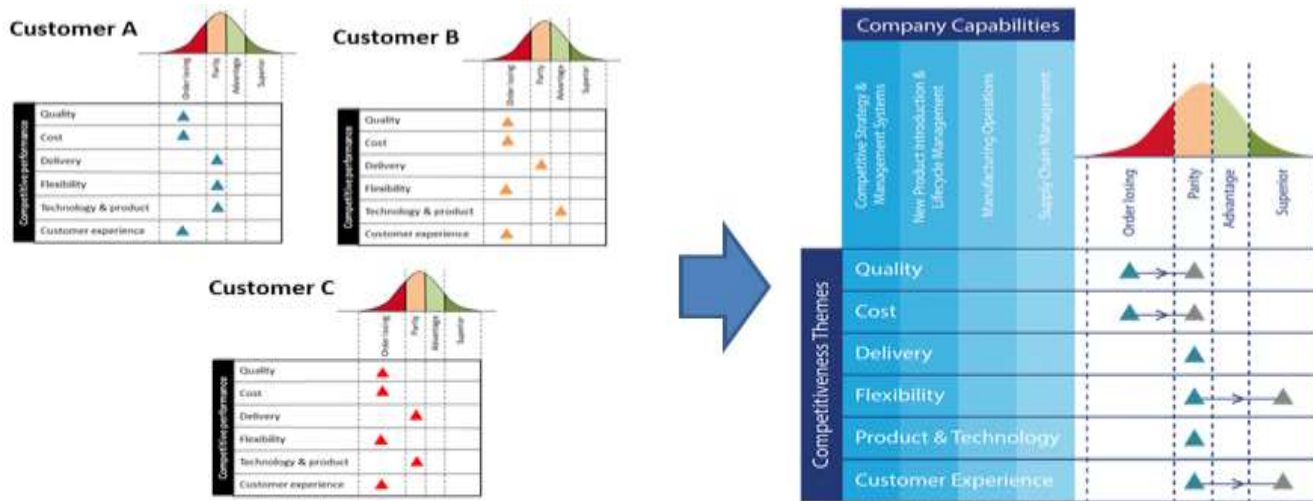 Customer A
Order losing
Parity
Advantage
Superior
Competitive performance
Quality
Cost
Delivery
Flexibility
Technology & product
Customer experience
Customer B
Order losing
Parity
Advantage
Superior
Competitive performance
Quality
Cost
Delivery
Flexibility
Technology & product
Customer experience
Customer C
Order losing
Parity
Advantage
Superior
Competitive performance
Quality
Cost
Delivery
Flexibility
Technology & product
Customer experience
Company Capabilities
Competitive Strategy &
Management Systems
New Product Introduction &
Lifecycle Management
Manufacturing Operations
Supply Chain Management
Order losing
Parity
Advantage
Superior
Competitiveness Themes
Quality
Cost
Delivery
Flexibility
Product & Technology
Customer Experience